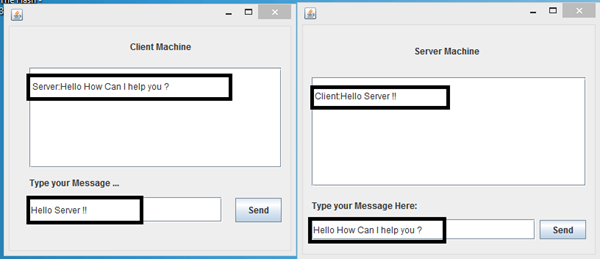 Client Machine
Server:Hello How Can I help you ?
Type your Message ...
Hello Server !!
Send
Server Machine
Client:Hello Server !!
Type your Message Here:
Hello How Can I help you ?
Send